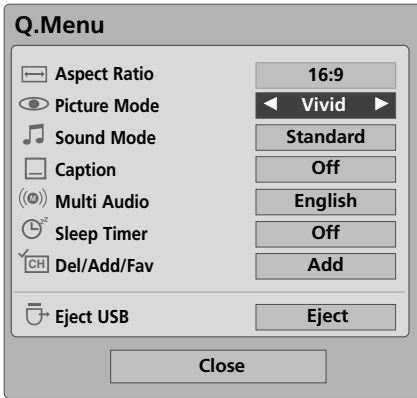 Q.Menu
Aspect Ratio 16:9
Picture Mode ◀ Vivid ▶
Sound Mode Standard
Caption Off
Multi Audio English
Sleep Timer Off
CH Del/Add/Fav Add
Eject USB Eject
Close